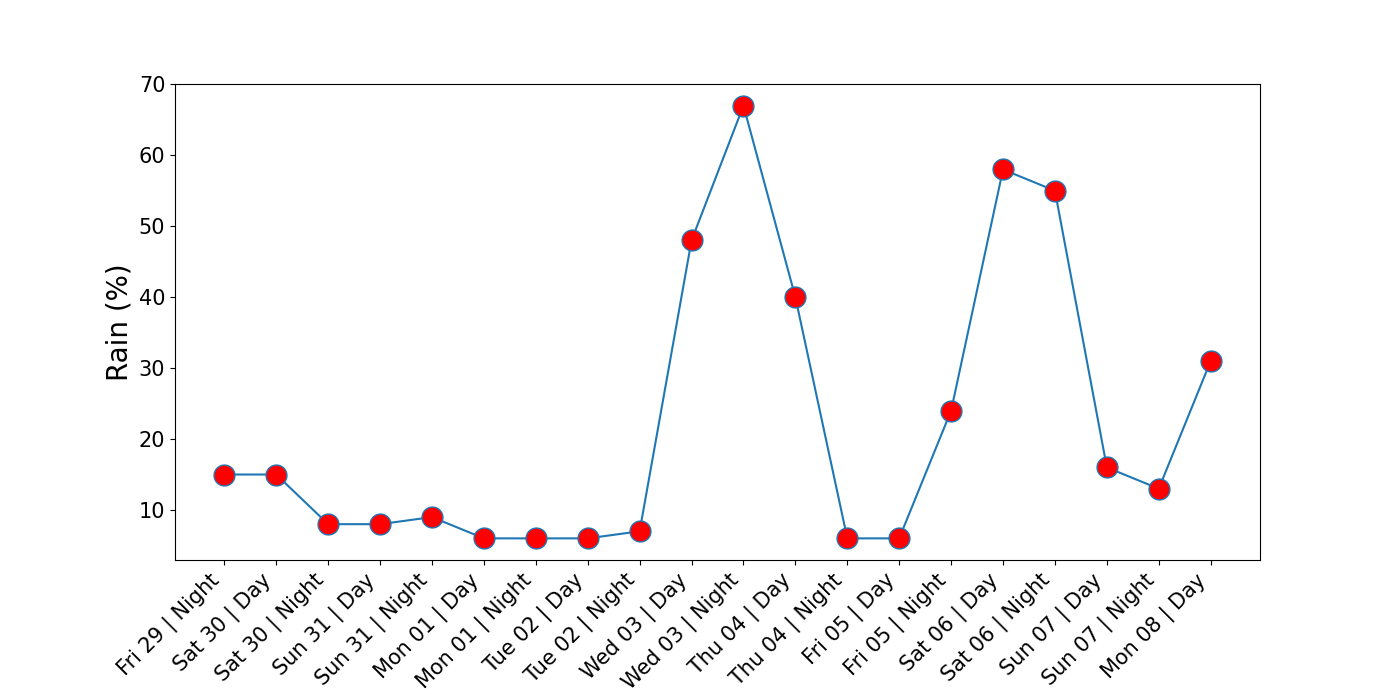 70
60
50
40
30
20
10
Rain (%)
Fri 29 | Night
Sat 30 | Day
Sat 30 | Night
Sun 31 | Day
Sun 31 | Night
Mon 01 | Day
Mon 01 | Night
Tue 02 | Day
Tue 02 | Night
Wed 03 | Day
Wed 03 | Night
Thu 04 | Day
Thu 04 | Night
Fri 05 | Day
Fri 05 | Night
Sat 06 | Day
Sat 06 | Night
Sun 07 | Day
Sun 07 | Night
Mon 08 | Day